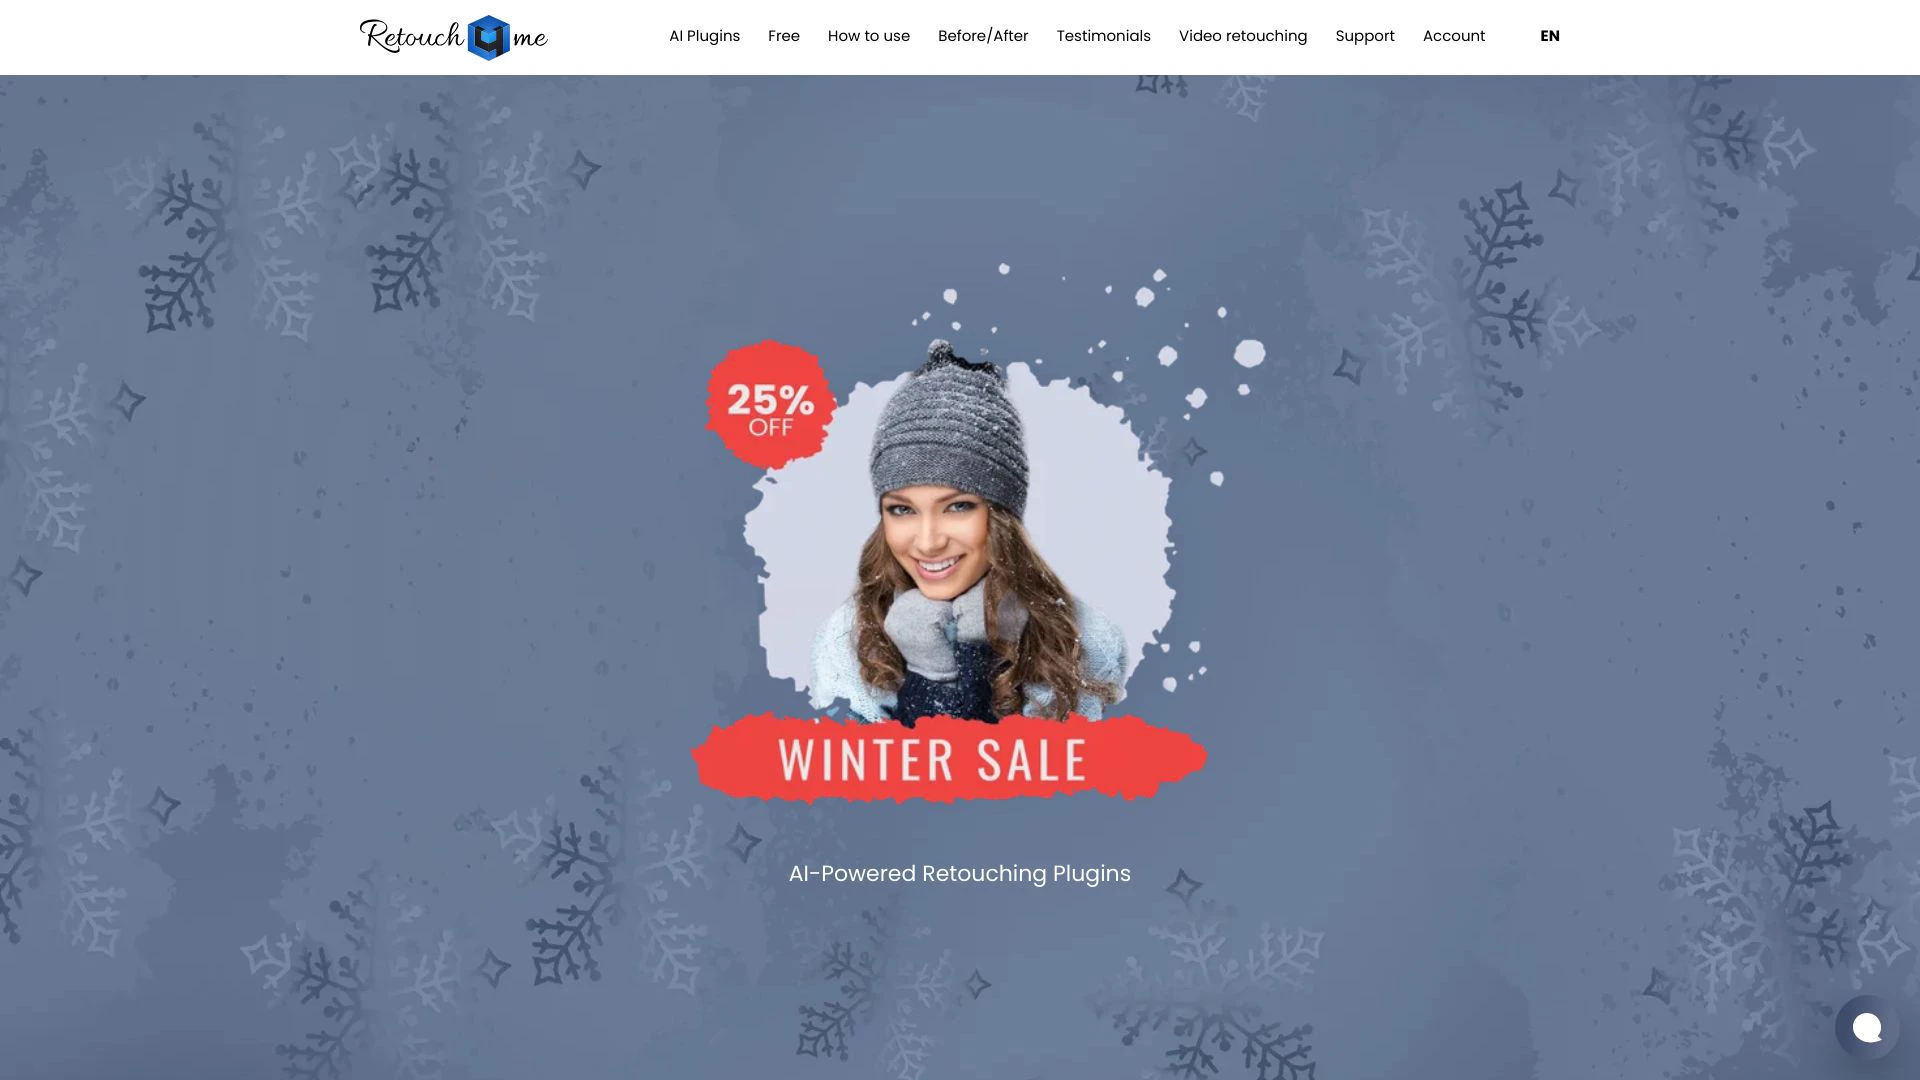 Retouch4me
AI Plugins
Free
How to use
Before/After
Testimonials
Video retouching
Support
Account
EN
25%
OFF
WINTER SALE
AI-Powered Retouching Plugins